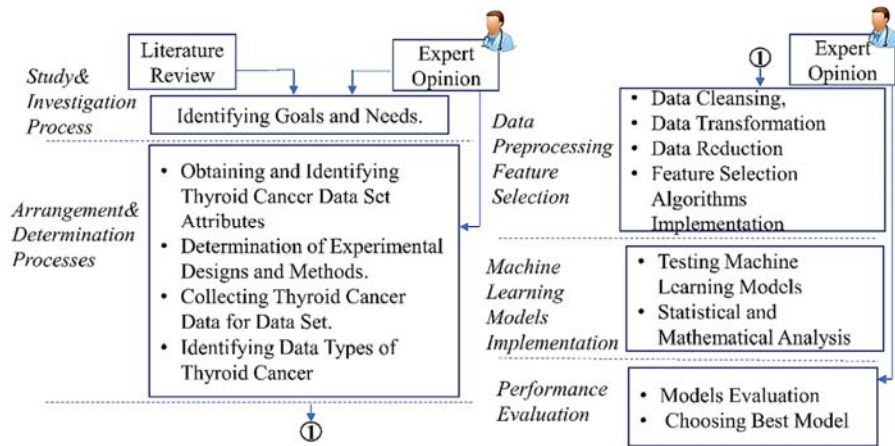 Literature
Review
Expert
Opinion
Study&
Investigation
Process
Identifying Goals and Needs.
Arrangement&
Determination
Processes
• Obtaining and Identifying
Thyroid Cancer Data Set
Attributes
• Determination of Experimental
Designs and Methods.
• Collecting Thyroid Cancer
Data for Data Set.
• Identifying Data Types of
Thyroid Cancer
①
①
Expert
Opinion
Data
Preprocessing
Feature
Selection
• Data Cleansing,
• Data Transformation
• Data Reduction
• Feature Selection
Algorithms
Implementation
Machine
Learning
Models
Implementation
• Testing Machine
Learning Models
• Statistical and
Mathematical Analysis
Performance
Evaluation
• Models Evaluation
• Choosing Best Model